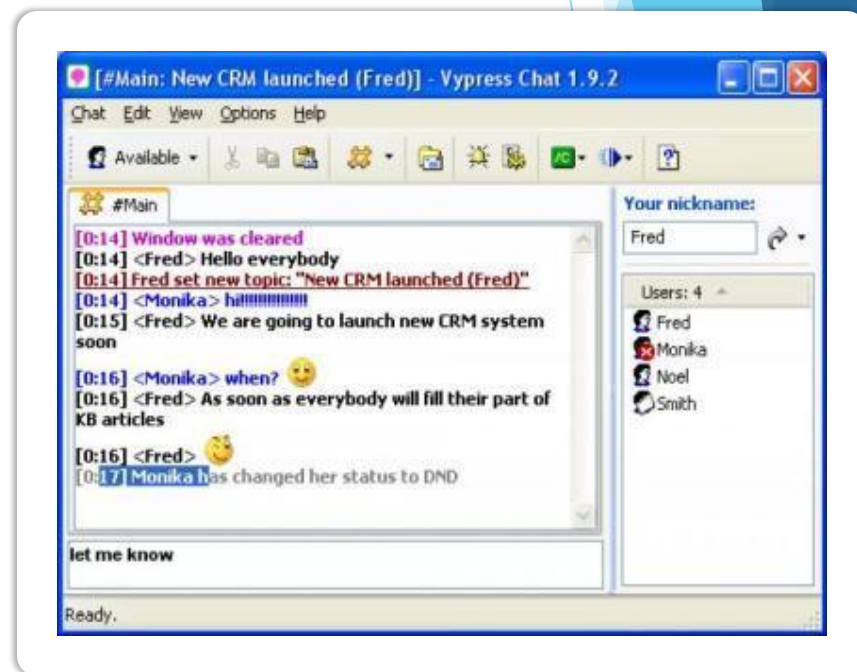 [#Main: New CRM launched (Fred)] - Vypress Chat 1.9.2
Chat Edit View Options Help
Available
#Main
[0:14] Window was cleared
[0:14] <Fred> Hello everybody
[0:14] Fred set new topic: "New CRM launched (Fred)"
[0:14] <Monika> hi!!!!!!!!!!!!!!!
[0:15] <Fred> We are going to launch new CRM system
soon
[0:16] <Monika> when?
[0:16] <Fred> As soon as everybody will fill their part of
KB articles
[0:16] <Fred>
[0:17] Monika has changed her status to DND
let me know
Ready.
Your nickname:
Fred
Users: 4
Fred
Monika
Noel
Smith